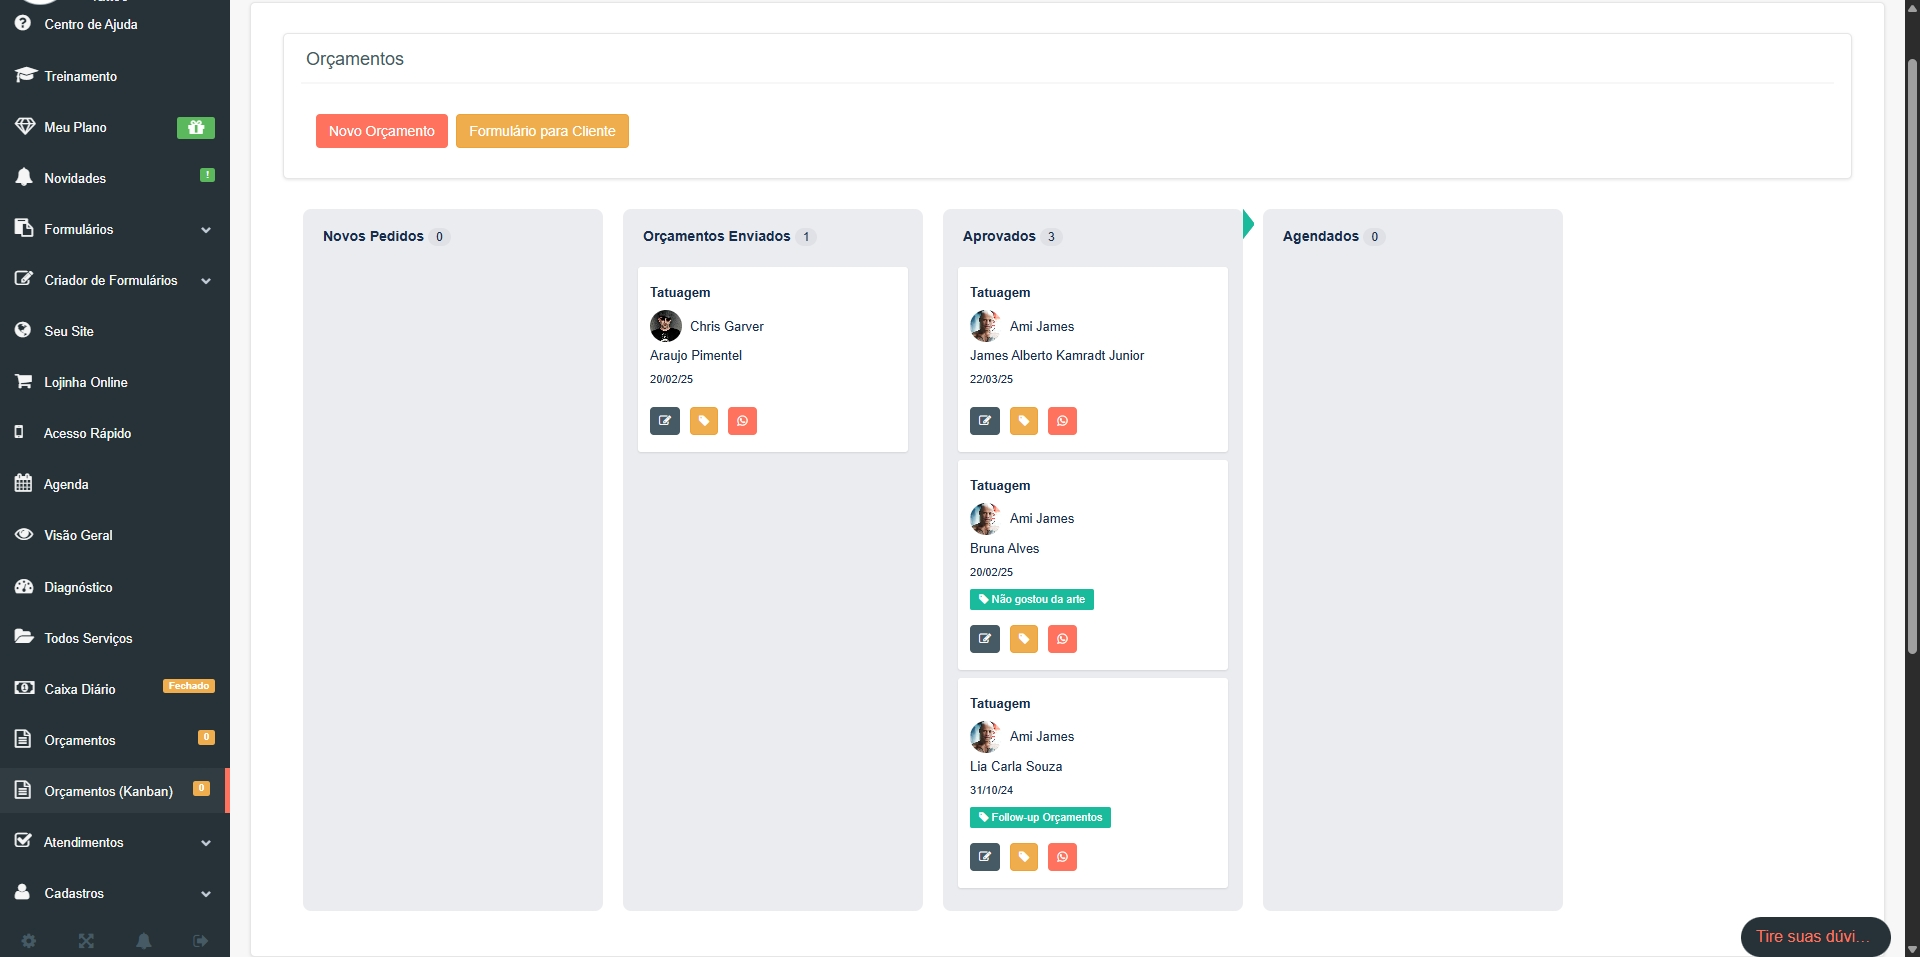 Centro de Ajuda
Treinamento
Meu Plano
Novidades !
Formulários
Criador de Formulários
Seu Site
Lojinha Online
Acesso Rápido
Agenda
Visão Geral
Diagnóstico
Todos Serviços
Caixa Diário Fechado
Orçamentos 0
Orçamentos (Kanban) 0
Atendimentos
Cadastros
Orçamentos
Novo Orçamento Formulário para Cliente
Novos Pedidos 0
Orçamentos Enviados 1
Tatuagem
Chris Garver
Araujo Pimentel
20/02/25
Aprovados 3
Tatuagem
Ami James
James Alberto Kamradt Junior
22/03/25
Tatuagem
Ami James
Bruna Alves
20/02/25
Não gostou da arte
Tatuagem
Ami James
Lia Carla Souza
31/10/24
Follow-up Orçamentos
Agendados 0
Tire suas dúvi...